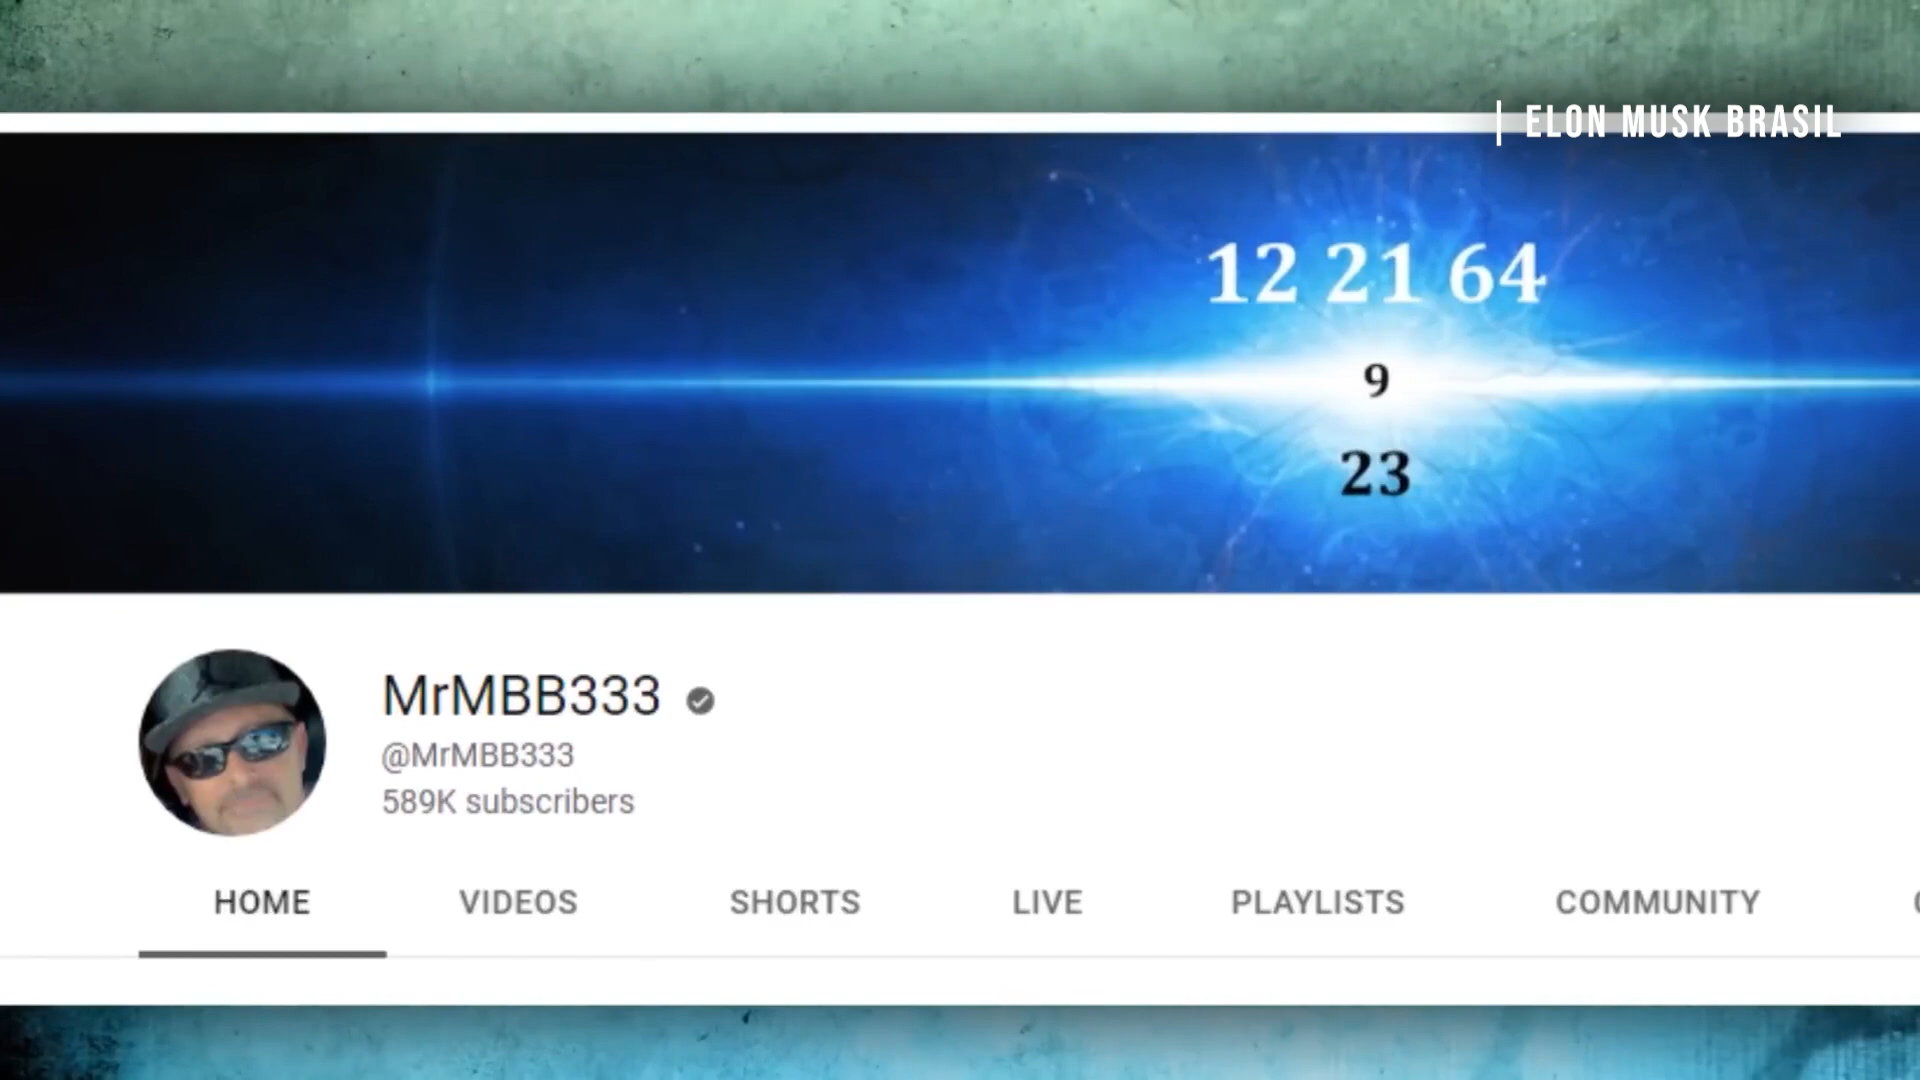 | ELON MUSK BRASIL
12 21 64
9
23
MrMBB333
@MrMBB333
589K subscribers
HOME VIDEOS SHORTS LIVE PLAYLISTS COMMUNITY